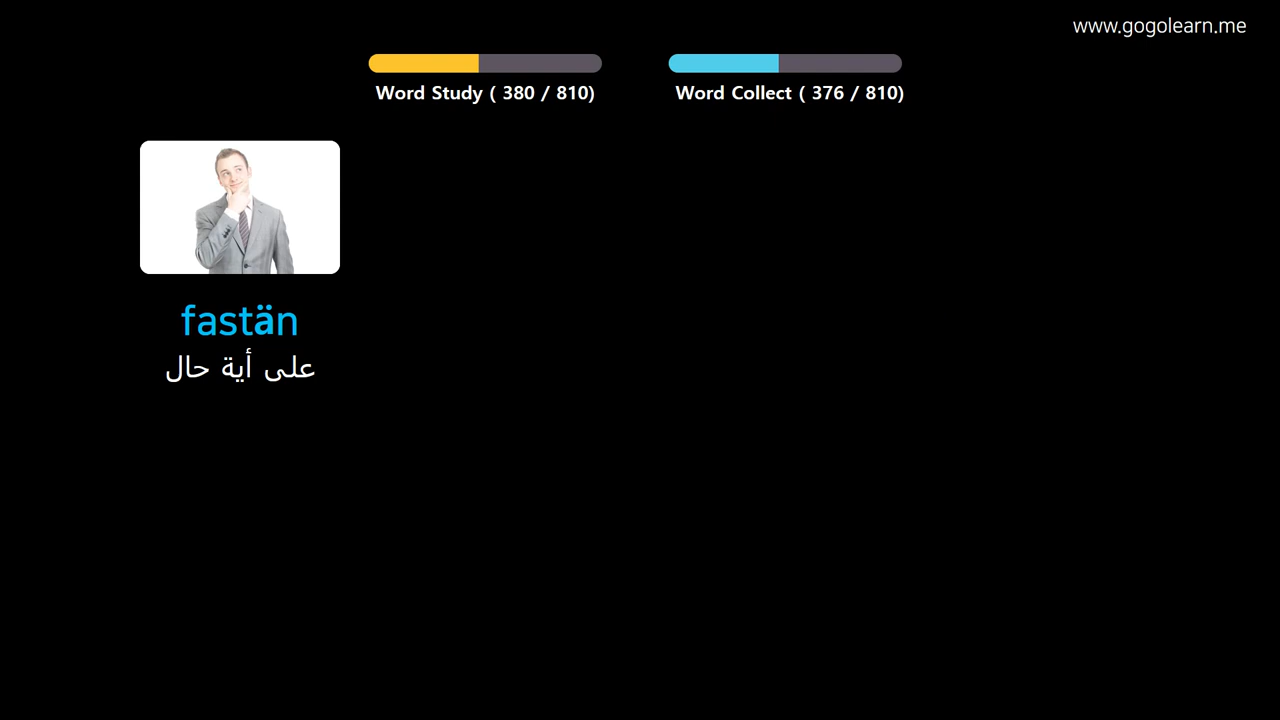 www.gogolearn.me
Word Study ( 380 / 810)
Word Collect ( 376 / 810)
fastän
على أية حال